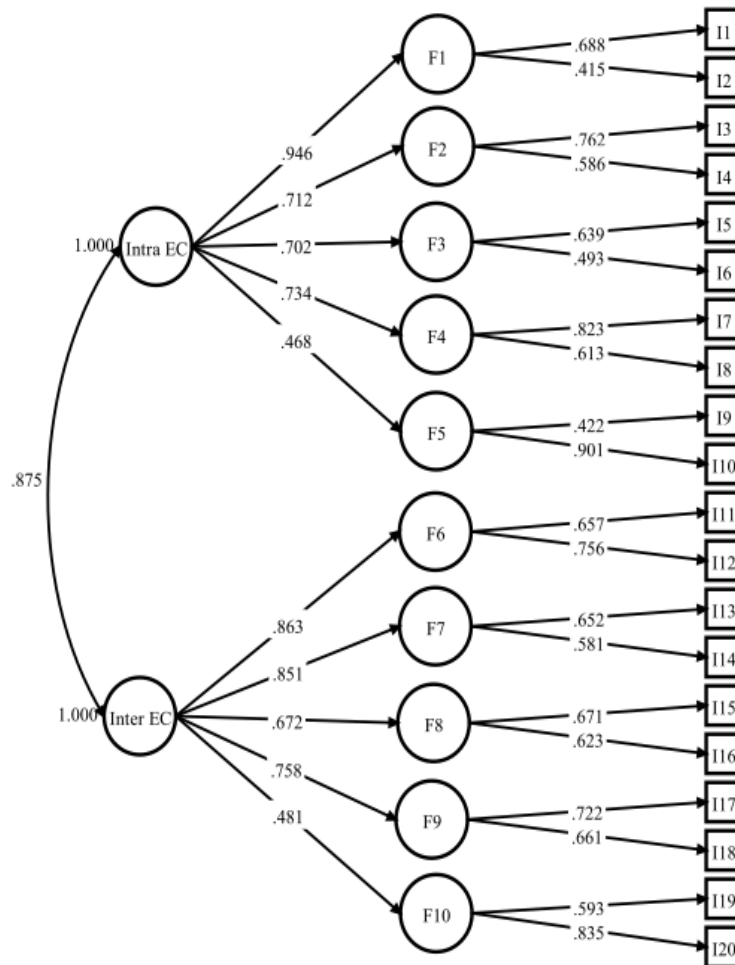 F1
.688
I1
.415
I2
F2
.762
I3
.586
I4
.946
.712
Intra EC
1.000
.702
F3
.639
I5
.493
I6
.734
F4
.823
I7
.613
I8
.468
F5
.422
I9
.901
I10
.875
F6
.657
I11
.756
I12
.863
F7
.652
I13
.581
I14
.851
Inter EC
1.000
.672
F8
.671
I15
.623
I16
.758
F9
.722
I17
.661
I18
.481
F10
.593
I19
.835
I20